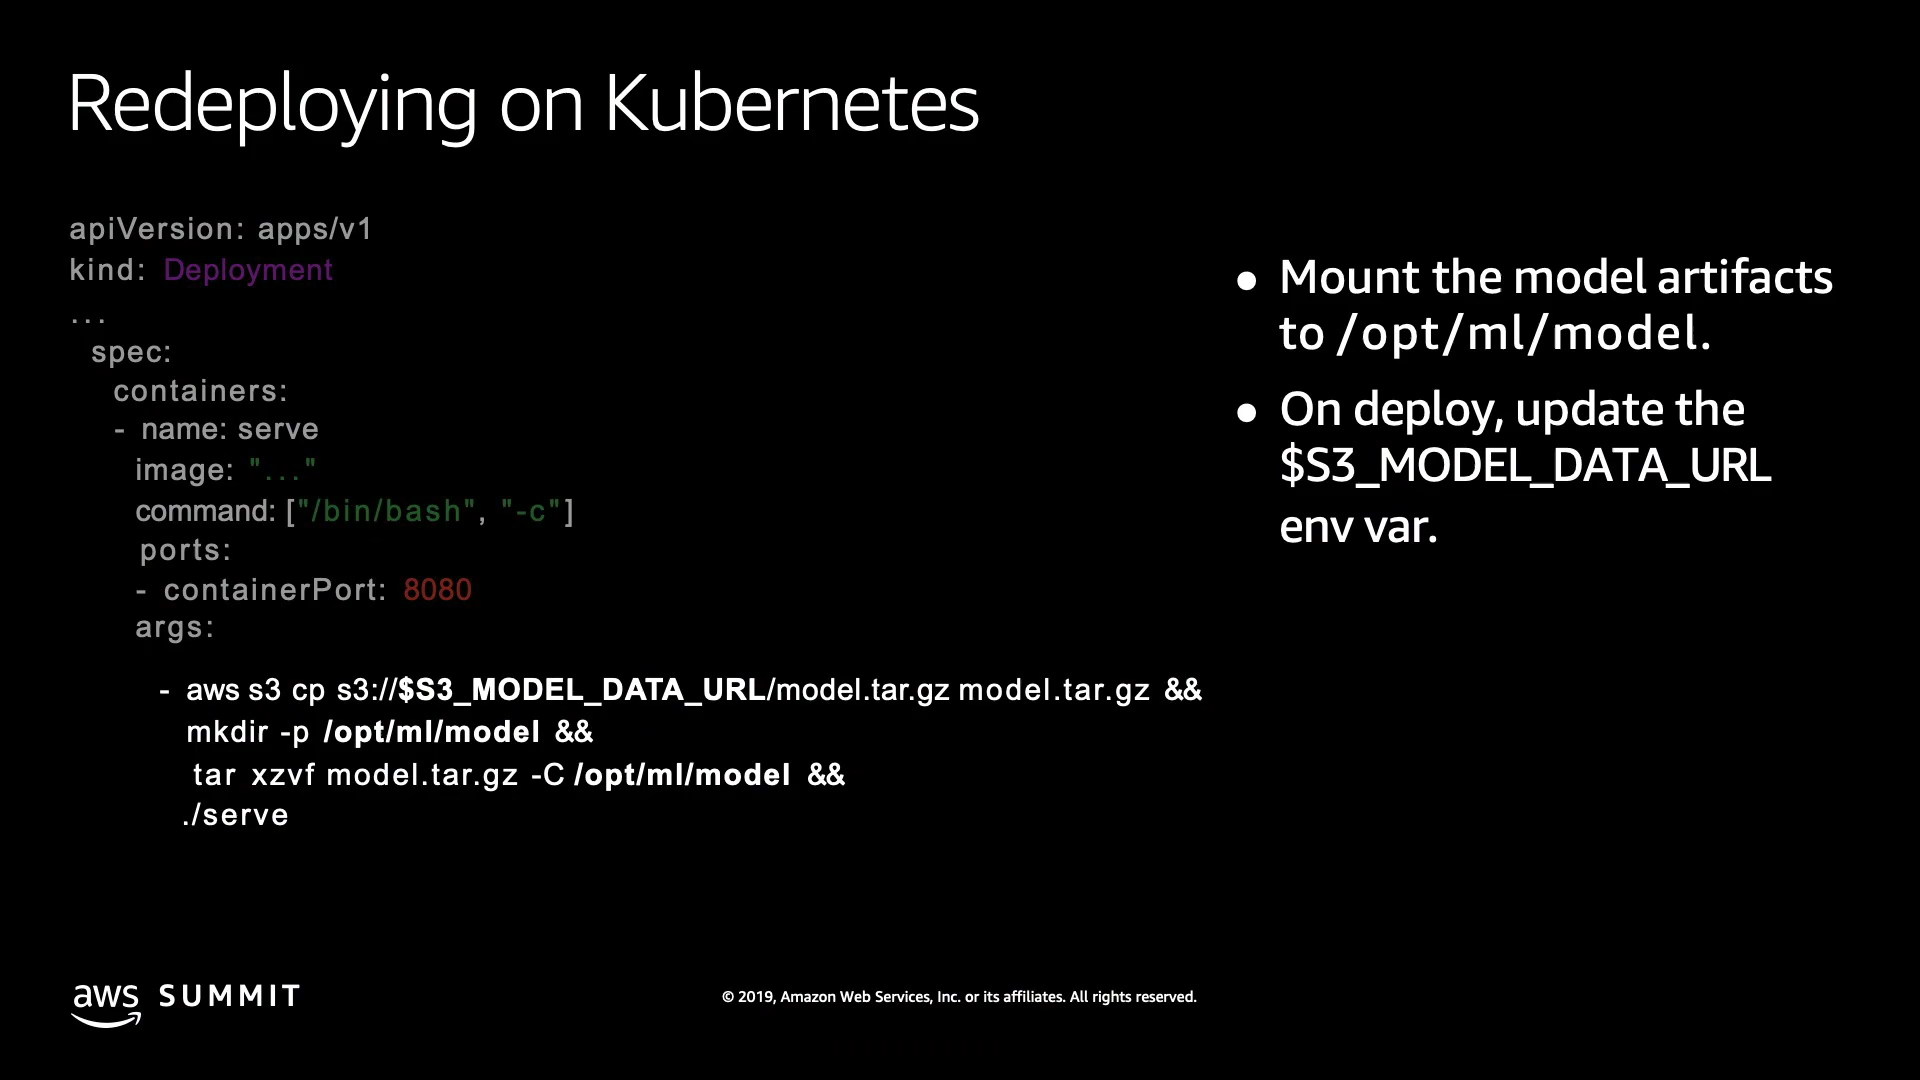 Redeploying on Kubernetes
apiVersion: apps/v1
kind: Deployment
...
spec:
containers:
- name: serve
image: "..."
command: ["/bin/bash", "-c"]
ports:
- containerPort: 8080
args:
- aws s3 cp s3://$S3_MODEL_DATA_URL/model.tar.gz model.tar.gz &&
mkdir -p /opt/ml/model &&
tar xzvf model.tar.gz -C /opt/ml/model &&
./serve
● Mount the model artifacts
to /opt/ml/model.
● On deploy, update the
$S3_MODEL_DATA_URL
env var.
aws SUMMIT
© 2019, Amazon Web Services, Inc. or its affiliates. All rights reserved.